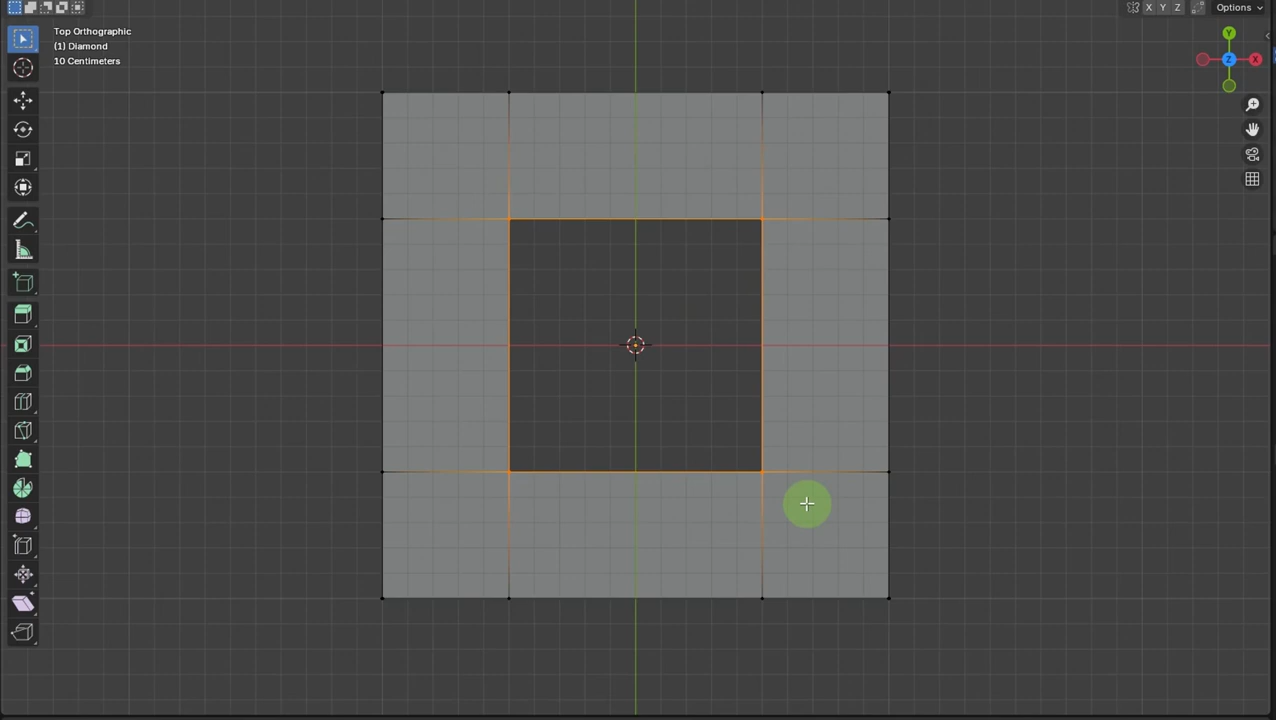 X Y Z Options
Top Orthographic
(1) Diamond
10 Centimeters
Y
Z X